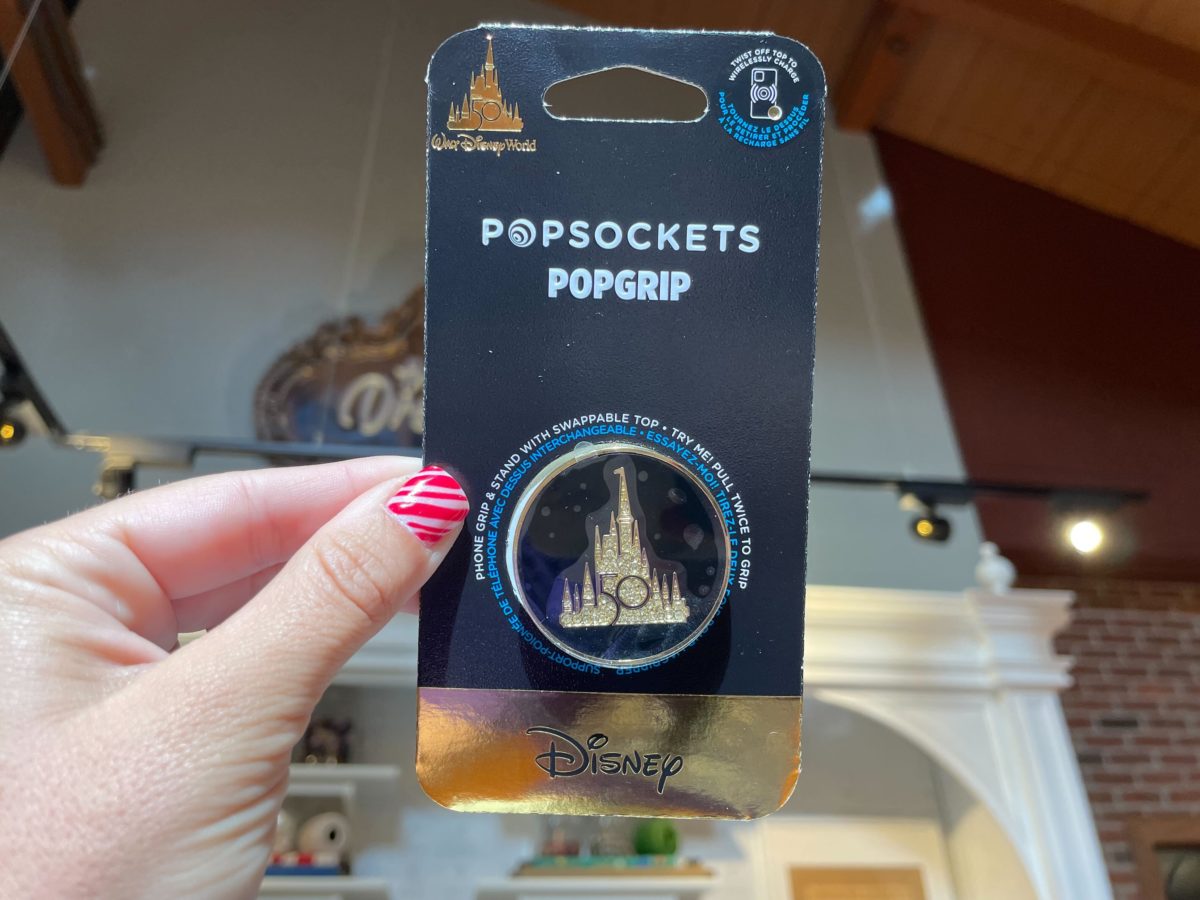 50
Walt Disney World
TWIST OFF TOP TO
WIRELESSLY CHARGE
TOURNEZ LE DESSUS
POUR LE RETIRER ET PROCÉDER
À LA RECHARGE SANS FIL
POPSOCKETS
POPGRIP
PHONE GRIP & STAND WITH SWAPPABLE TOP • TRY ME! PULL TWICE TO GRIP
SUPPORT-POIGNÉE DE TÉLÉPHONE AVEC DESSUS INTERCHANGEABLE • ESSAYEZ-MOI! TIREZ-LE DEUX
50
Disney